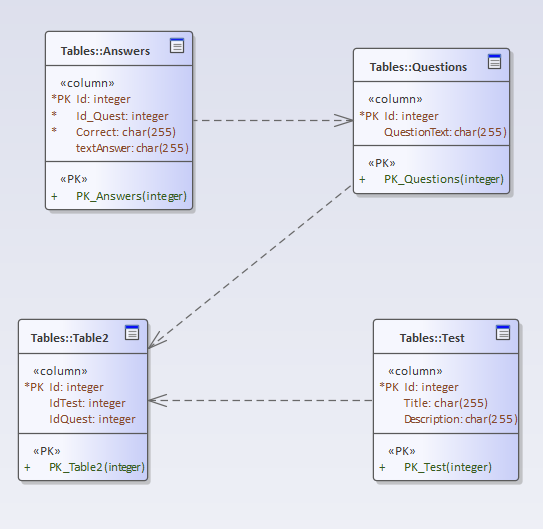 Tables::Answers
«column»
*PK Id: integer
* Id_Quest: integer
* Correct: char(255)
textAnswer: char(255)
«PK»
+ PK_Answers(integer)
Tables::Questions
«column»
*PK Id: integer
QuestionText: char(255)
«PK»
+ PK_Questions(integer)
Tables::Table2
«column»
*PK Id: integer
IdTest: integer
IdQuest: integer
«PK»
+ PK_Table2(integer)
Tables::Test
«column»
*PK Id: integer
Title: char(255)
Description: char(255)
«PK»
+ PK_Test(integer)